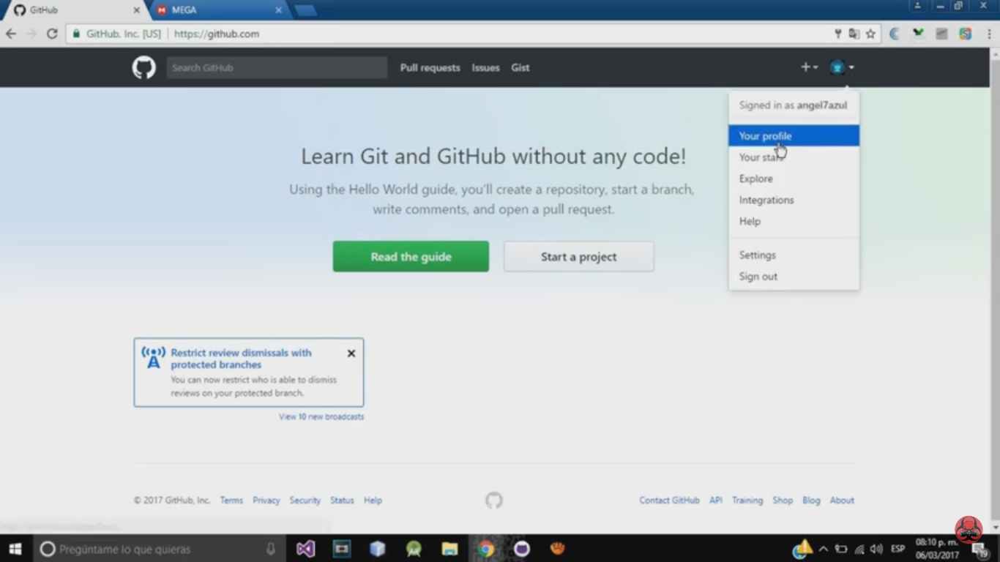 GitHub
MEGA
GitHub, Inc. [US] https://github.com
Search GitHub
Pull requests Issues Gist
Signed in as angel7azul
Your profile
Your stars
Explore
Integrations
Help
Settings
Sign out
Learn Git and GitHub without any code!
Using the Hello World guide, you'll create a repository, start a branch,
write comments, and open a pull request.
Read the guide
Start a project
Restrict review dismissals with
protected branches
You can now restrict who is able to dismiss
reviews on your protected branch.
View 10 new broadcasts
© 2017 GitHub, Inc. Terms Privacy Security Status Help
Contact GitHub API Training Shop Blog About
Pregúntame lo que quieras
ESP
08:10 p. m.
06/03/2017
19